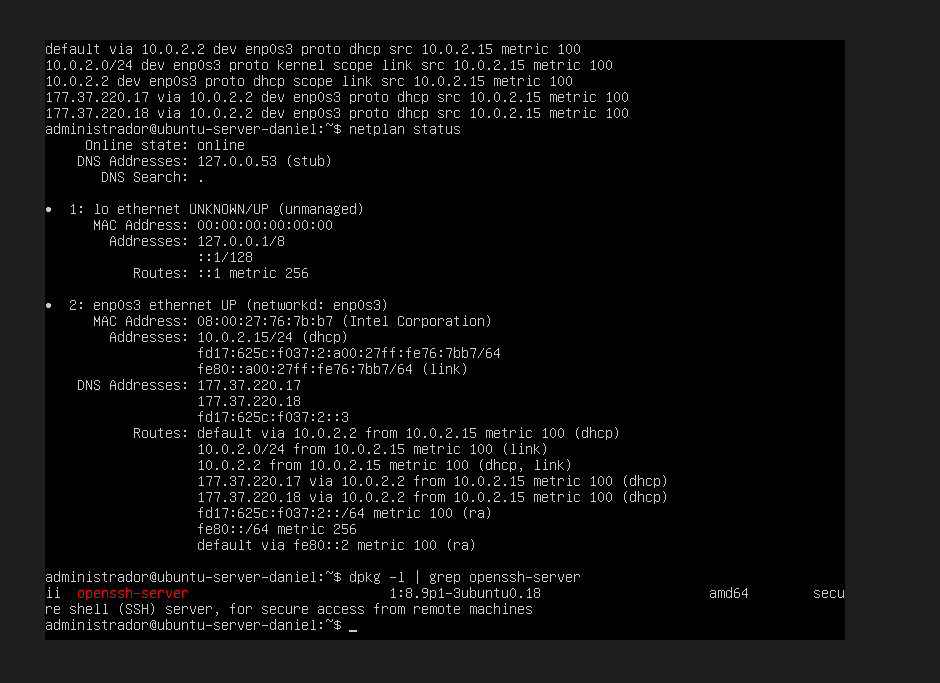 default via 10.0.2.2 dev enp0s3 proto dhcp src 10.0.2.15 metric 100
10.0.2.0/24 dev enp0s3 proto kernel scope link src 10.0.2.15 metric 100
10.0.2.2 dev enp0s3 proto dhcp scope link src 10.0.2.15 metric 100
177.37.220.17 via 10.0.2.2 dev enp0s3 proto dhcp src 10.0.2.15 metric 100
177.37.220.18 via 10.0.2.2 dev enp0s3 proto dhcp src 10.0.2.15 metric 100
administrador@ubuntu-server-daniel:~$ netplan status
     Online state: online
    DNS Addresses: 127.0.0.53 (stub)
       DNS Search: .

●  1: lo ethernet UNKNOWN/UP (unmanaged)
      MAC Address: 00:00:00:00:00:00
        Addresses: 127.0.0.1/8
                   ::1/128
           Routes: ::1 metric 256

●  2: enp0s3 ethernet UP (networkd: enp0s3)
      MAC Address: 08:00:27:76:7b:b7 (Intel Corporation)
        Addresses: 10.0.2.15/24 (dhcp)
                   fd17:625c:f037:2:a00:27ff:fe76:7bb7/64
                   fe80::a00:27ff:fe76:7bb7/64 (link)
    DNS Addresses: 177.37.220.17
                   177.37.220.18
                   fd17:625c:f037:2::3
           Routes: default via 10.0.2.2 from 10.0.2.15 metric 100 (dhcp)
                   10.0.2.0/24 from 10.0.2.15 metric 100 (link)
                   10.0.2.2 from 10.0.2.15 metric 100 (dhcp, link)
                   177.37.220.17 via 10.0.2.2 from 10.0.2.15 metric 100 (dhcp)
                   177.37.220.18 via 10.0.2.2 from 10.0.2.15 metric 100 (dhcp)
                   fd17:625c:f037:2::/64 metric 100 (ra)
                   fe80::/64 metric 256
                   default via fe80::2 metric 100 (ra)

administrador@ubuntu-server-daniel:~$ dpkg -l | grep openssh-server
ii  openssh-server                         1:8.9p1-3ubuntu0.18                     amd64        secu
re shell (SSH) server, for secure access from remote machines
administrador@ubuntu-server-daniel:~$ _